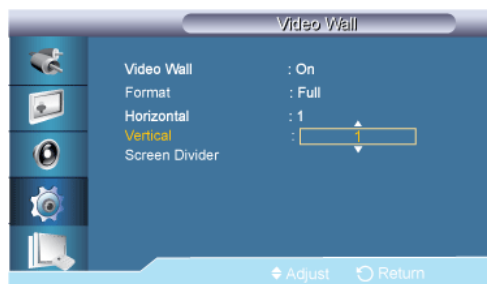 Video Wall
Video Wall : On
Format : Full
Horizontal : 1
Vertical : 1
Screen Divider
Adjust Return